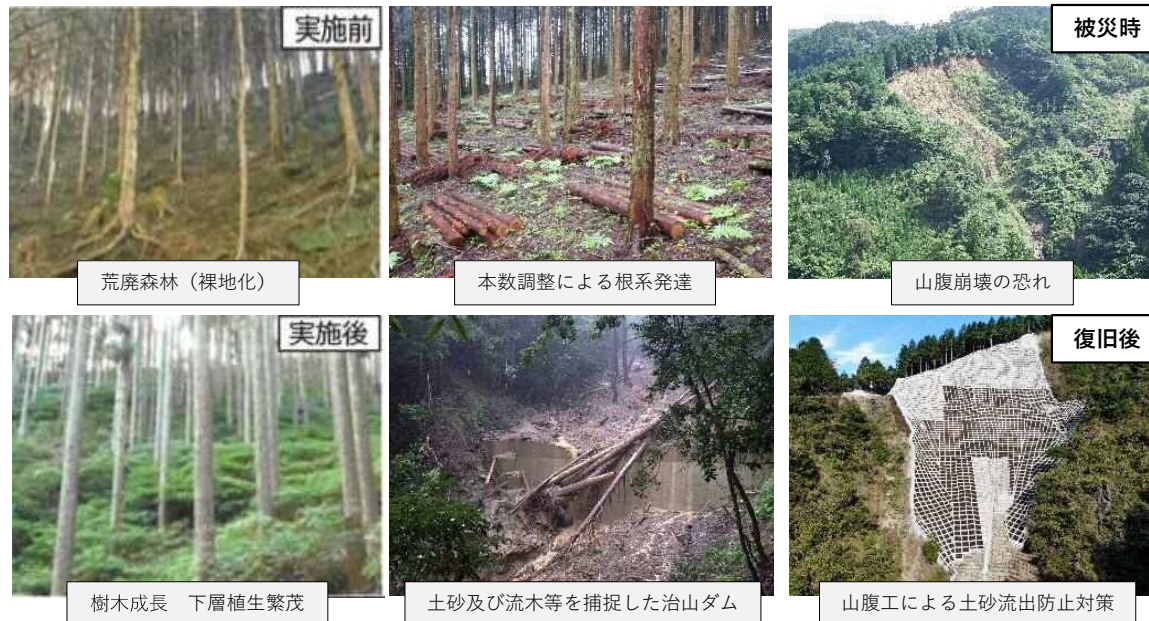 実施前
荒廃森林（裸地化）
本数調整による根系発達
被災時
山腹崩壊の恐れ
実施後
樹木成長　下層植生繁茂
土砂及び流木等を捕捉した治山ダム
復旧後
山腹工による土砂流出防止対策